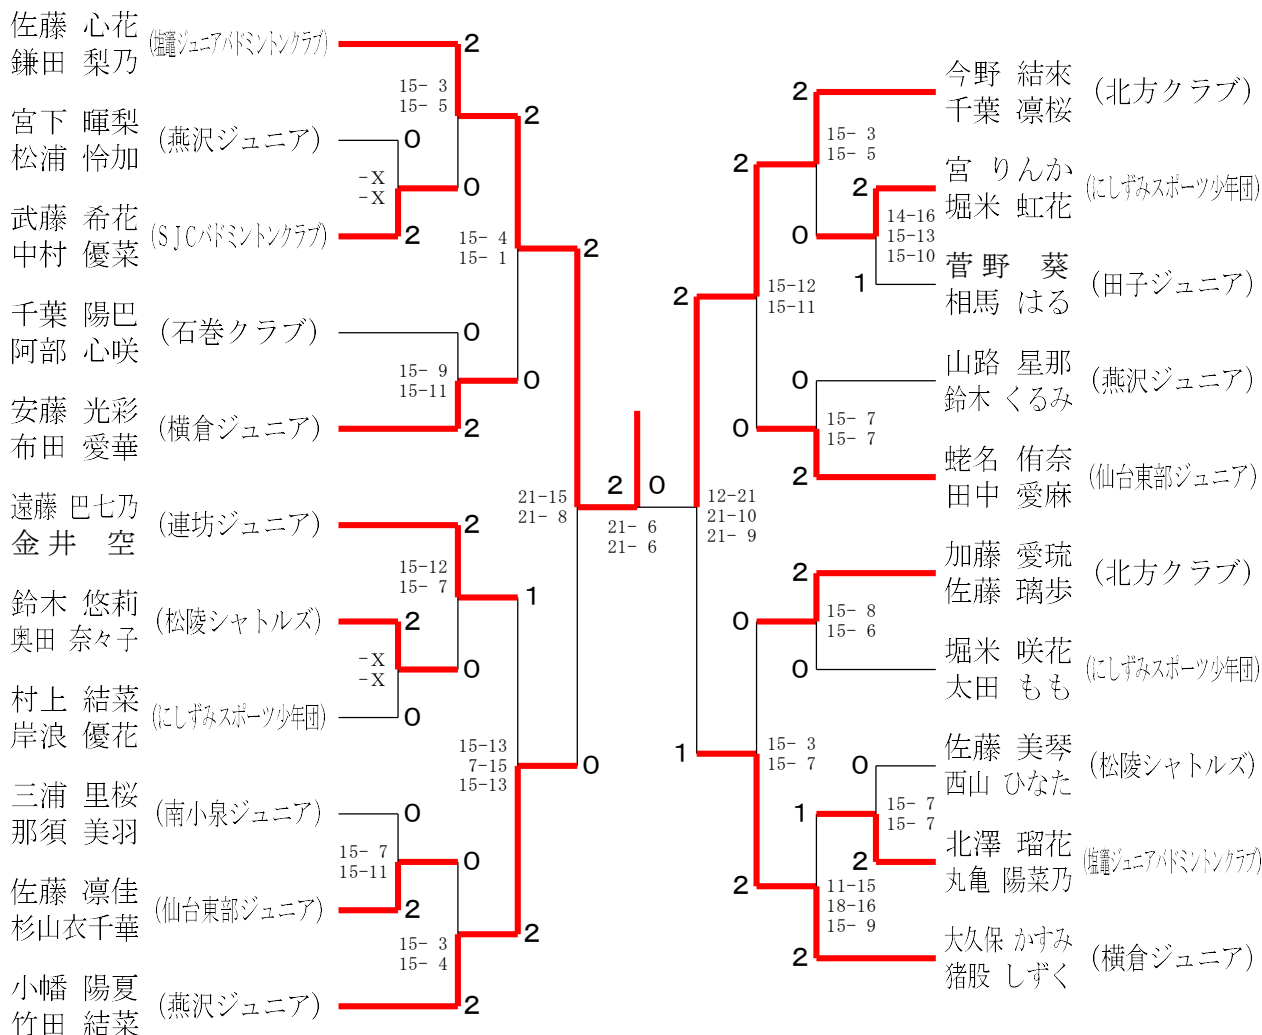 佐藤 心花
鎌田 梨乃
(塩竈ジュニアバドミントンクラブ)
2
15- 3
15- 5
宮下 暉梨
松浦 怜加
(燕沢ジュニア)
0
-X
-X
0
武藤 希花
中村 優菜
(SJCバドミントンクラブ)
2
2
15- 4
15- 1
2
千葉 陽巴
阿部 心咲
(石巻クラブ)
0
15- 9
15-11
0
安藤 光彩
布田 愛華
(横倉ジュニア)
2
21-15
21- 8
遠藤 巴七乃
金井 空
(連坊ジュニア)
2
15-12
15- 7
1
鈴木 悠莉
奥田 奈々子
(松陵シャトルズ)
2
-X
-X
0
村上 結菜
岸浪 優花
(にしずみスポーツ少年団)
0
15-13
7-15
15-13
0
三浦 里桜
那須 美羽
(南小泉ジュニア)
0
15- 7
15-11
0
佐藤 凛佳
杉山衣千華
(仙台東部ジュニア)
2
15- 3
15- 4
2
小幡 陽夏
竹田 結菜
(燕沢ジュニア)
2
2 0
21- 6
21- 6
今野 結來
千葉 凛桜
(北方クラブ)
2
15- 3
15- 5
2
宮 りんか
堀米 虹花
(にしずみスポーツ少年団)
2
14-16
15-13
15-10
0
菅野 葵
相馬 はる
(田子ジュニア)
1
2
15-12
15-11
山路 星那
鈴木 くるみ
(燕沢ジュニア)
0
15- 7
15- 7
0
蛯名 侑奈
田中 愛麻
(仙台東部ジュニア)
2
12-21
21-10
21- 9
加藤 愛琉
佐藤 璃歩
(北方クラブ)
2
15- 8
15- 6
0
堀米 咲花
太田 もも
(にしずみスポーツ少年団)
0
1
15- 3
15- 7
佐藤 美琴
西山 ひなた
(松陵シャトルズ)
0
15- 7
15- 7
1
北澤 瑠花
丸亀 陽菜乃
(塩竈ジュニアバドミントンクラブ)
2
2
11-15
18-16
15- 9
大久保 かすみ
猪股 しずく
(横倉ジュニア)
2